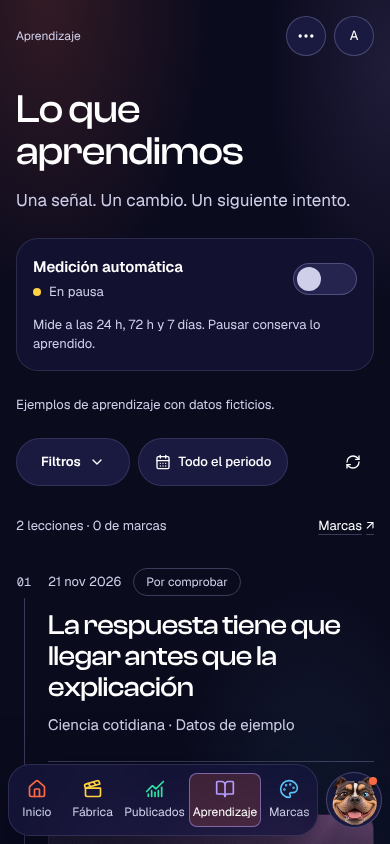 Aprendizaje
A
Lo que
aprendimos
Una señal. Un cambio. Un siguiente intento.
Medición automática
En pausa
Mide a las 24 h, 72 h y 7 días. Pausar conserva lo
aprendido.
Ejemplos de aprendizaje con datos ficticios.
Filtros
Todo el periodo
2 lecciones · 0 de marcas
Marcas
01 21 nov 2026 Por comprobar
La respuesta tiene que
llegar antes que la
explicación
Ciencia cotidiana · Datos de ejemplo
Inicio Fábrica Publicados Aprendizaje Marcas